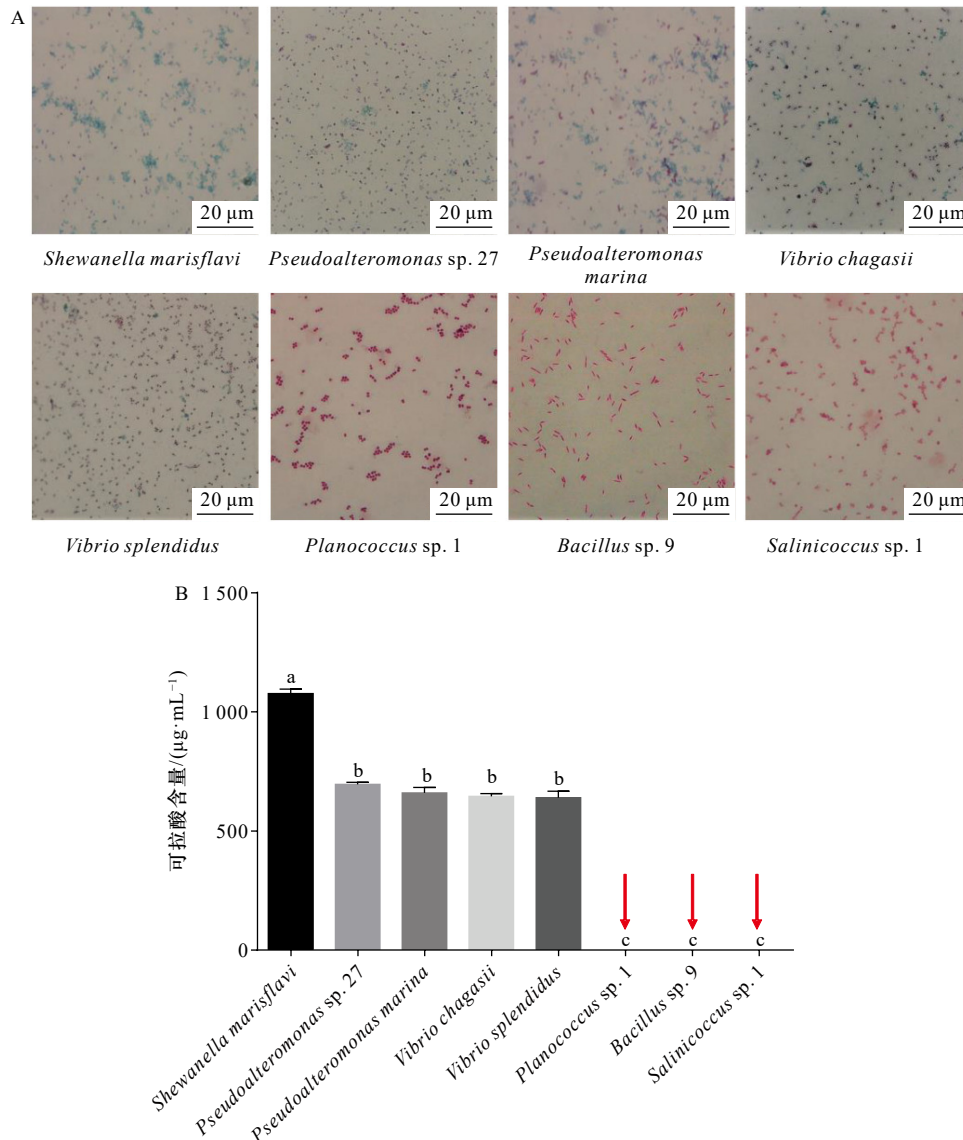 A
20 μm
20 μm
20 μm
20 μm
Shewanella marisflavi
Pseudoalteromonas sp. 27
Pseudoalteromonas
marina
Vibrio chagasii
20 μm
20 μm
20 μm
20 μm
Vibrio splendidus
Planococcus sp. 1
Bacillus sp. 9
Salinicoccus sp. 1
B
1 500
1 000
500
0
可拉酸含量/(μg·mL⁻¹)
a
b
b
b
b
c
c
c
Shewanella marisflavi
Pseudoalteromonas sp. 27
Pseudoalteromonas marina
Vibrio chagasii
Vibrio splendidus
Planococcus sp. 1
Bacillus sp. 9
Salinicoccus sp. 1